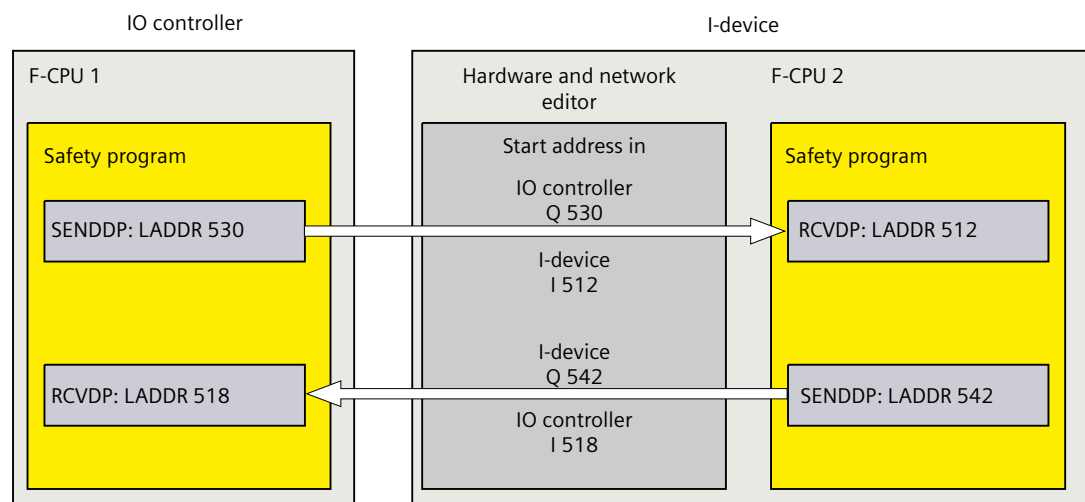 IO controller
I-device
F-CPU 1
Hardware and network
editor
F-CPU 2
Safety program
Start address in
Safety program
IO controller
Q 530
SENDDP: LADDR 530
RCVDP: LADDR 512
I-device
I 512
I-device
Q 542
RCVDP: LADDR 518
SENDDP: LADDR 542
IO controller
I 518